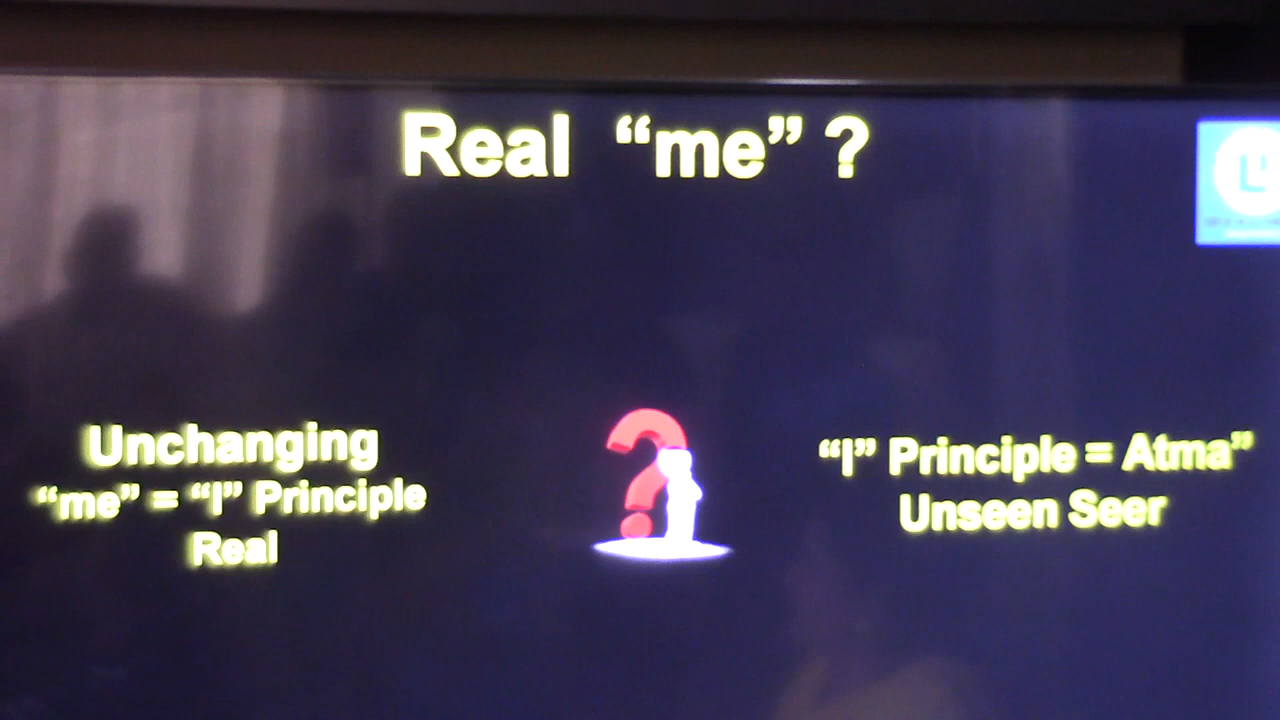 Real “me” ?
Unchanging
“me” = “I” Principle
Real
“I” Principle = Atma”
Unseen Seer